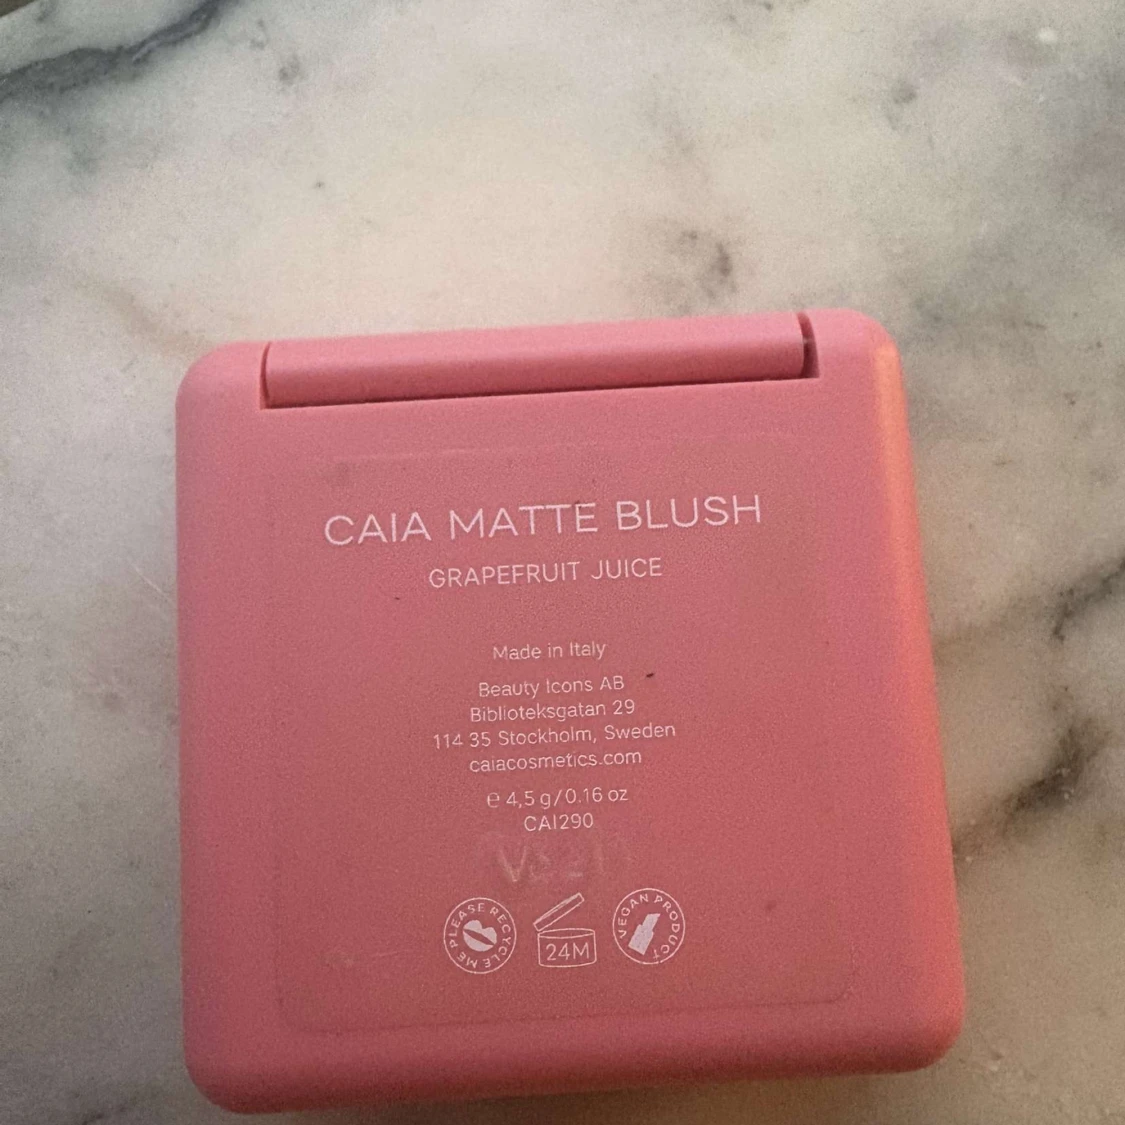 CAIA MATTE BLUSH
GRAPEFRUIT JUICE
Made in Italy
Beauty Icons AB
Biblioteksgatan 29
114 35 Stockholm, Sweden
caiacosmetics.com
℮ 4,5 g/0.16 oz
CAI290
PLEASE RECYCLE ME
24M
VEGAN PRODUCT